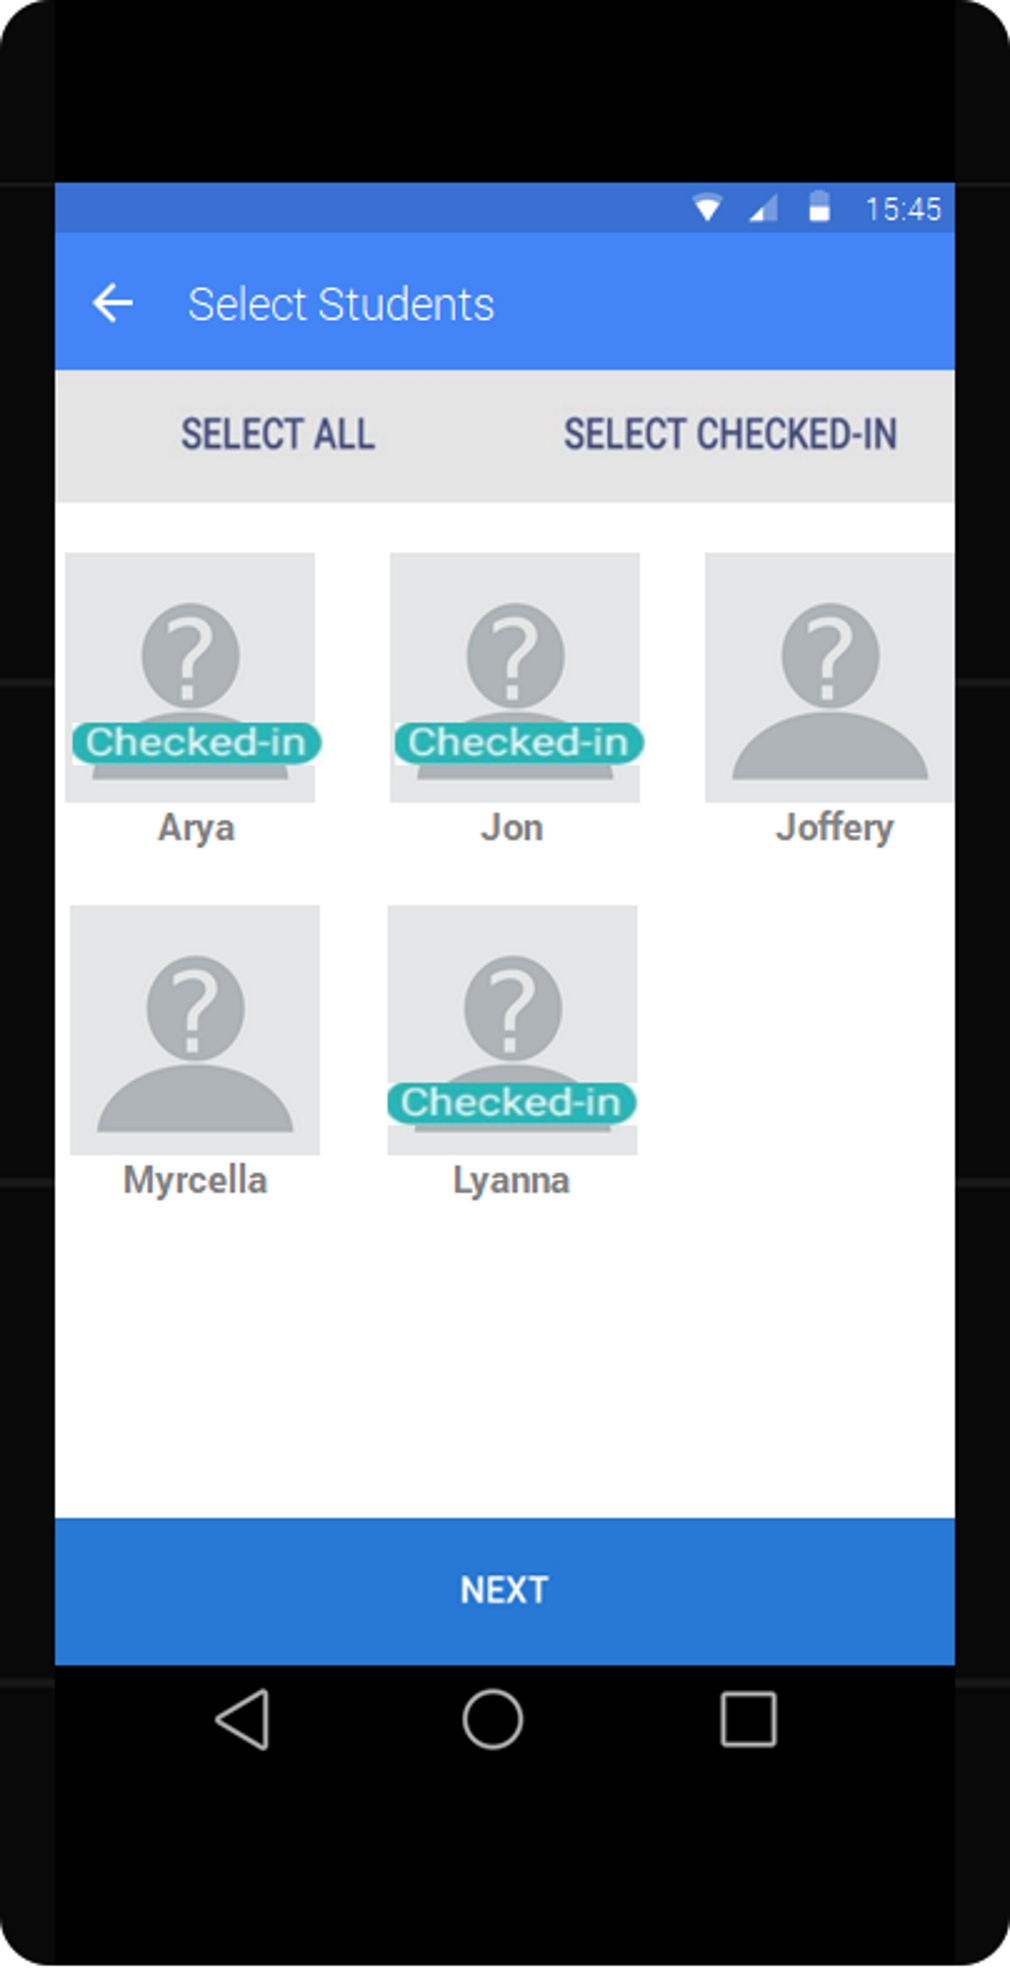 15:45
Select Students
SELECT ALL SELECT CHECKED-IN
? ? ?
Checked-in Checked-in
Arya Jon Joffery
? ?
Checked-in
Myrcella Lyanna
NEXT